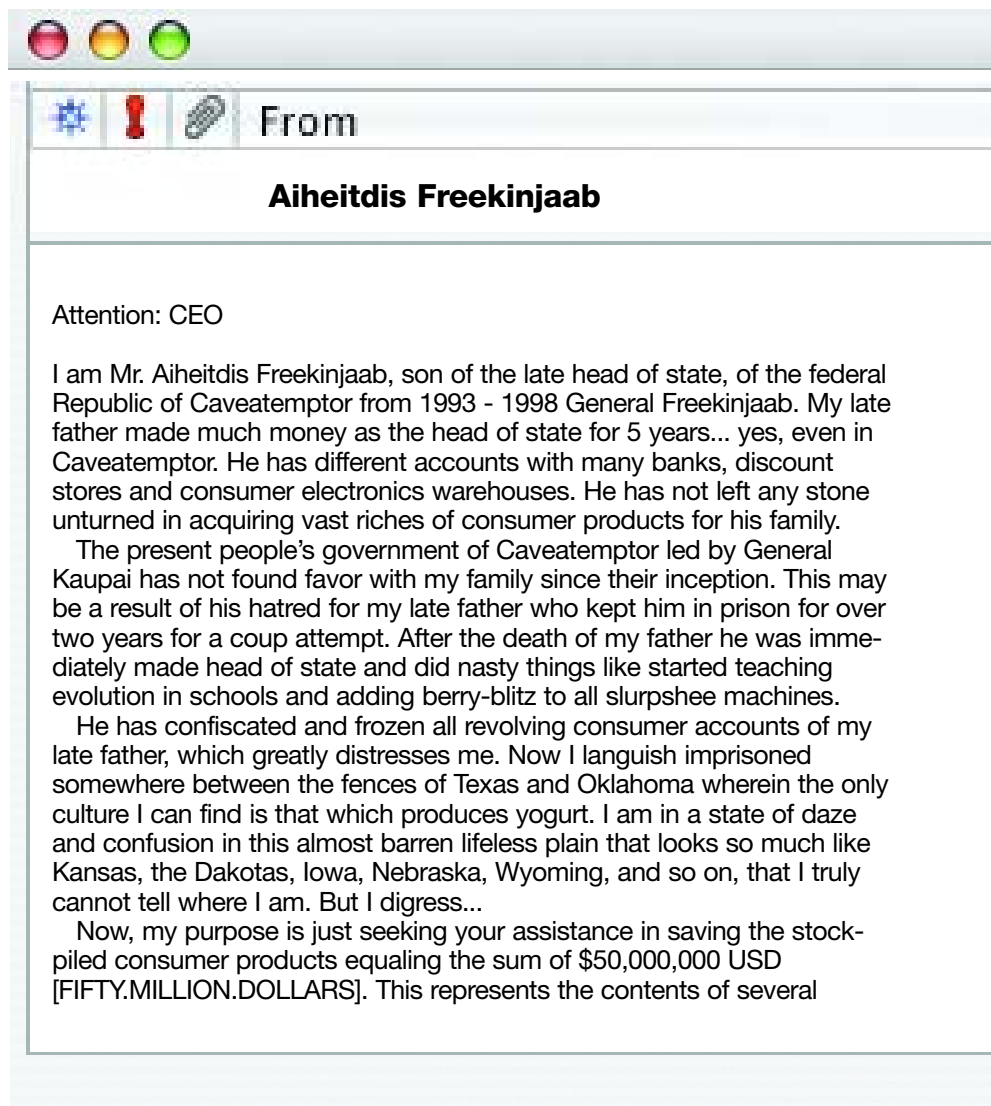 From
Aiheitdis Freekinjaab
Attention: CEO
I am Mr. Aiheitdis Freekinjaab, son of the late head of state, of the federal
Republic of Caveatemptor from 1993 - 1998 General Freekinjaab. My late
father made much money as the head of state for 5 years... yes, even in
Caveatemptor. He has different accounts with many banks, discount
stores and consumer electronics warehouses. He has not left any stone
unturned in acquiring vast riches of consumer products for his family.
The present people's government of Caveatemptor led by General
Kaupai has not found favor with my family since their inception. This may
be a result of his hatred for my late father who kept him in prison for over
two years for a coup attempt. After the death of my father he was imme-
diately made head of state and did nasty things like started teaching
evolution in schools and adding berry-blitz to all slurpshee machines.
He has confiscated and frozen all revolving consumer accounts of my
late father, which greatly distresses me. Now I languish imprisoned
somewhere between the fences of Texas and Oklahoma wherein the only
culture I can find is that which produces yogurt. I am in a state of daze
and confusion in this almost barren lifeless plain that looks so much like
Kansas, the Dakotas, Iowa, Nebraska, Wyoming, and so on, that I truly
cannot tell where I am. But I digress...
Now, my purpose is just seeking your assistance in saving the stock-
piled consumer products equaling the sum of $50,000,000 USD
[FIFTY.MILLION.DOLLARS]. This represents the contents of several